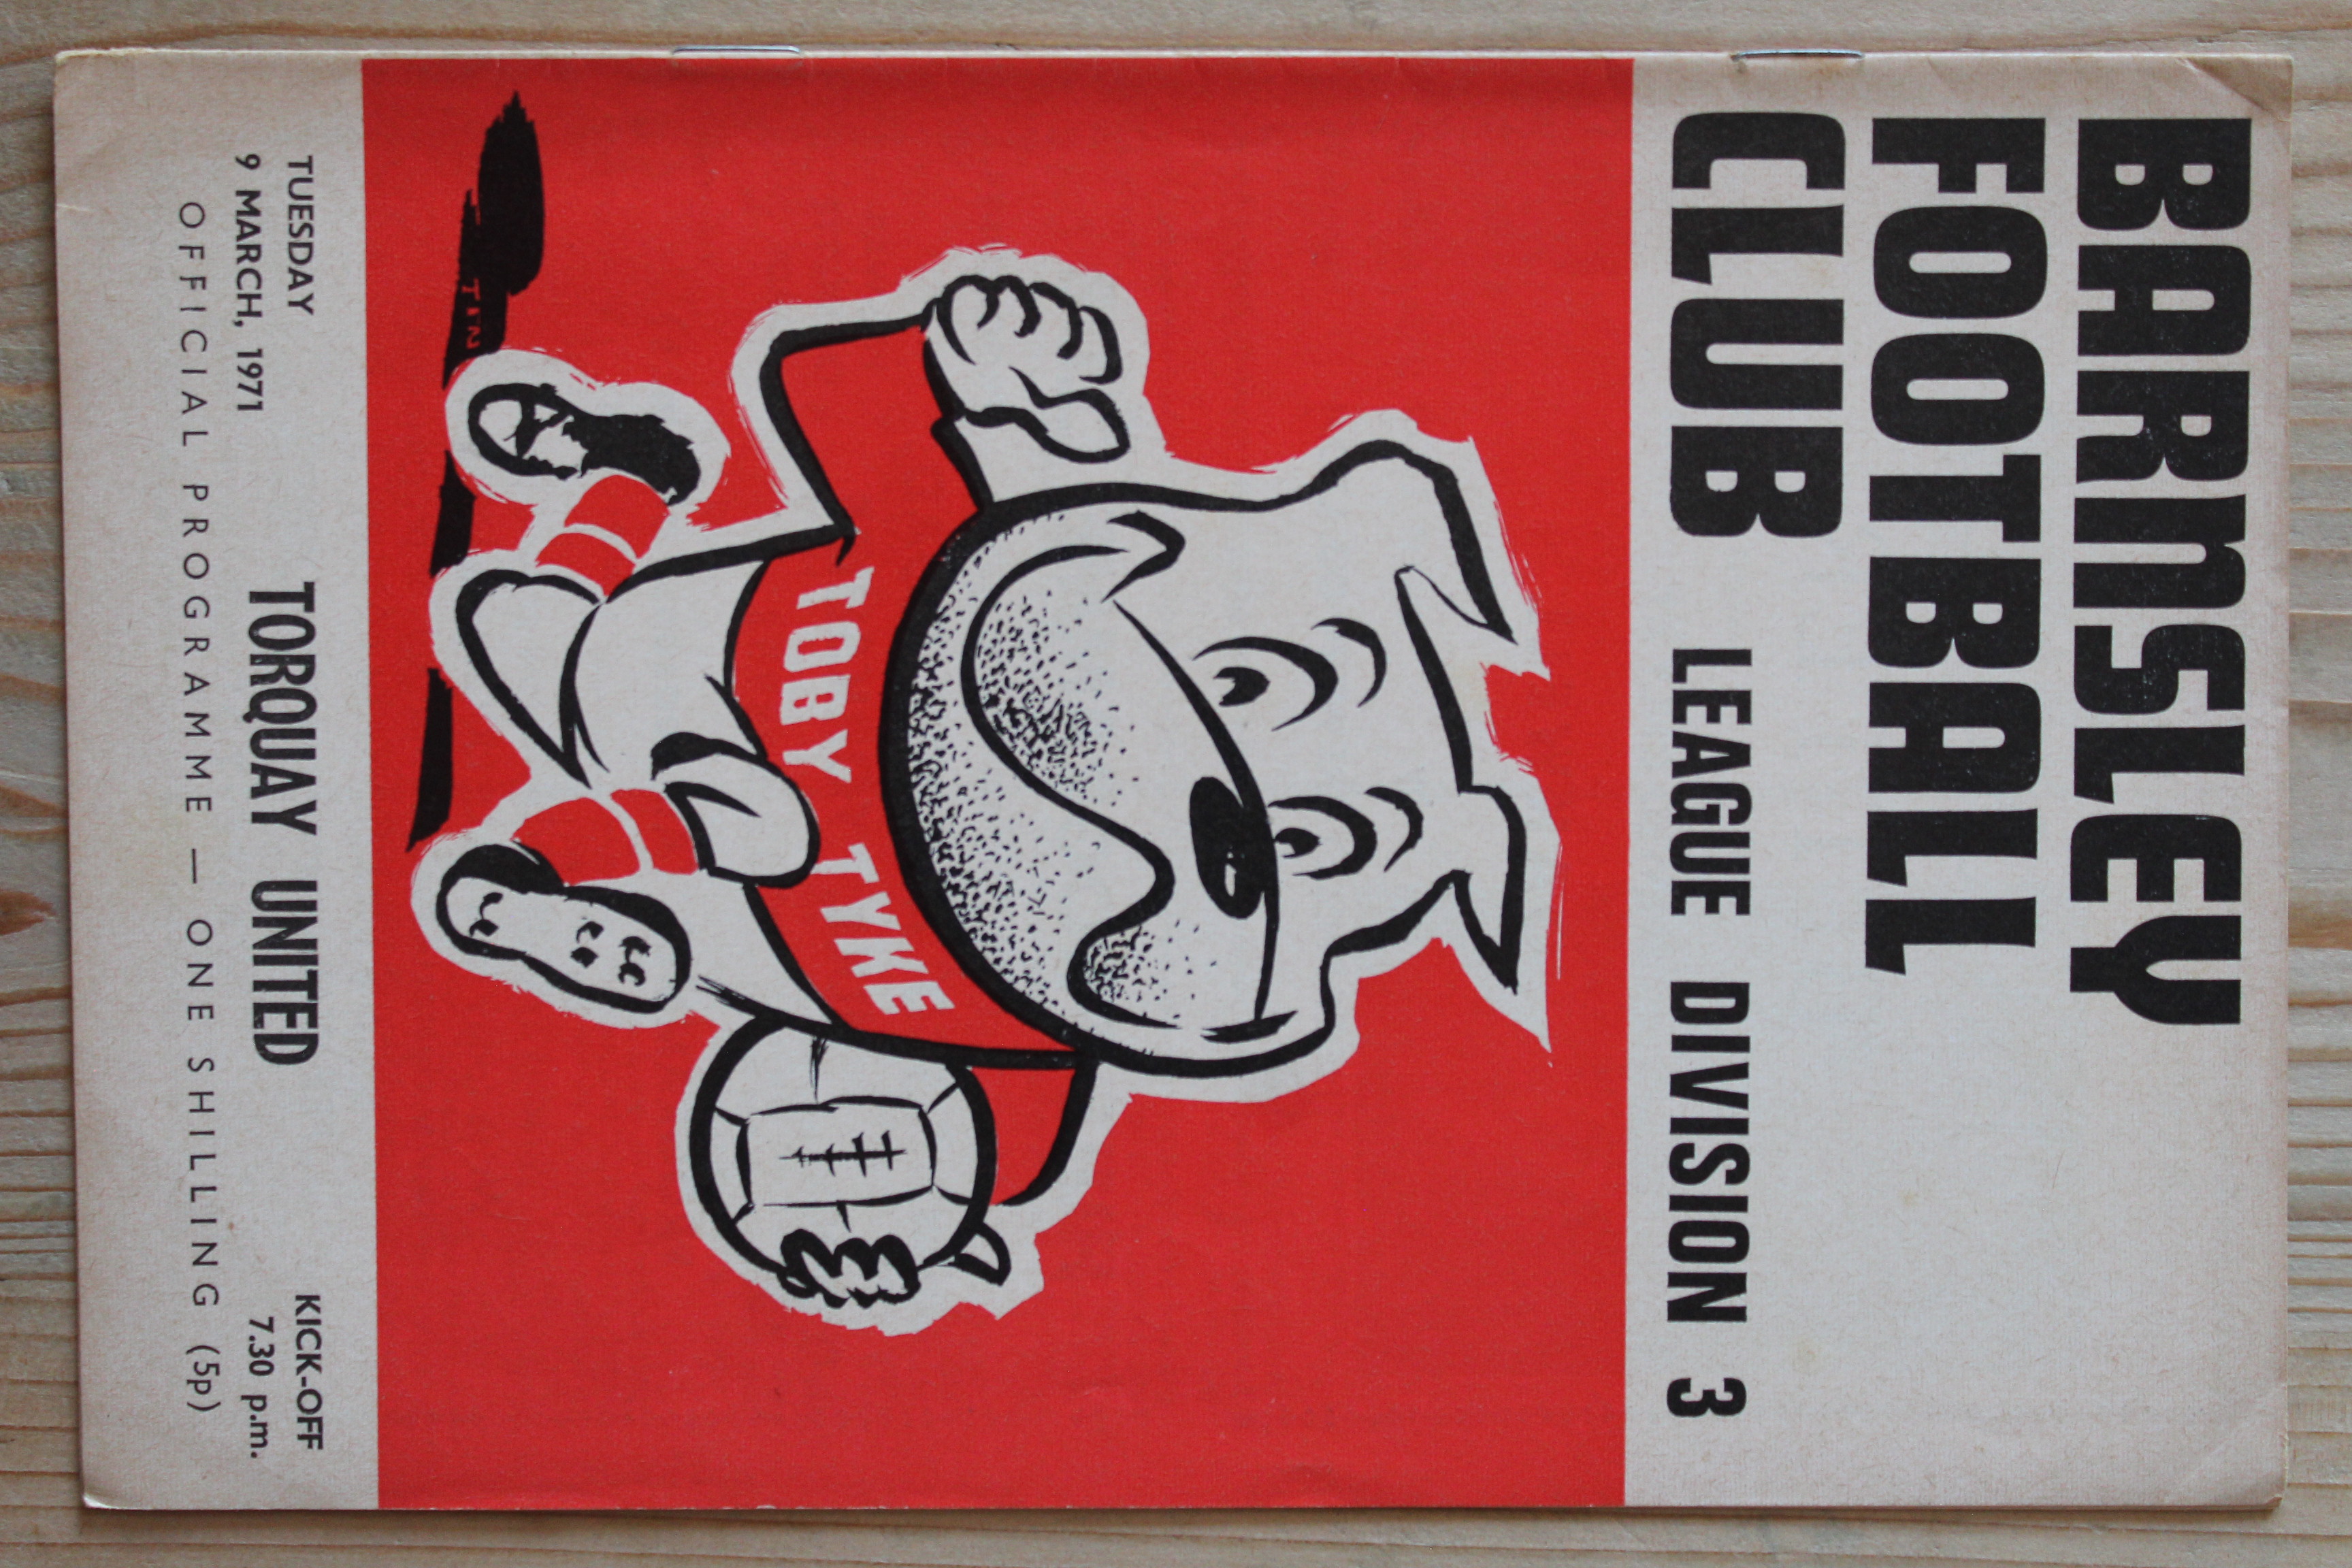 BARNSLEY
FOOTBALL
CLUB LEAGUE DIVISION 3
TOBY TYKE
TUESDAY
9 MARCH, 1971
TORQUAY UNITED
KICK-OFF
7.30 p.m.
OFFICIAL PROGRAMME — ONE SHILLING (5p)